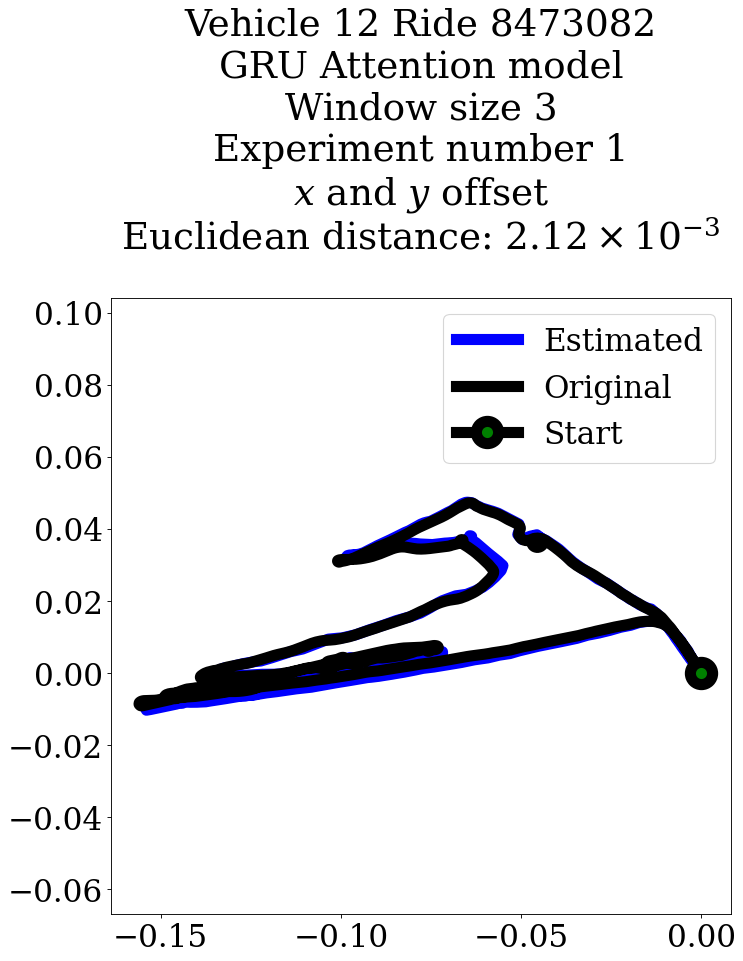 Vehicle 12 Ride 8473082
GRU Attention model
Window size 3
Experiment number 1
x and y offset
Euclidean distance: 2.12 × 10⁻³
Estimated
Original
Start
0.10
0.08
0.06
0.04
0.02
0.00
−0.02
−0.04
−0.06
−0.15 −0.10 −0.05 0.00